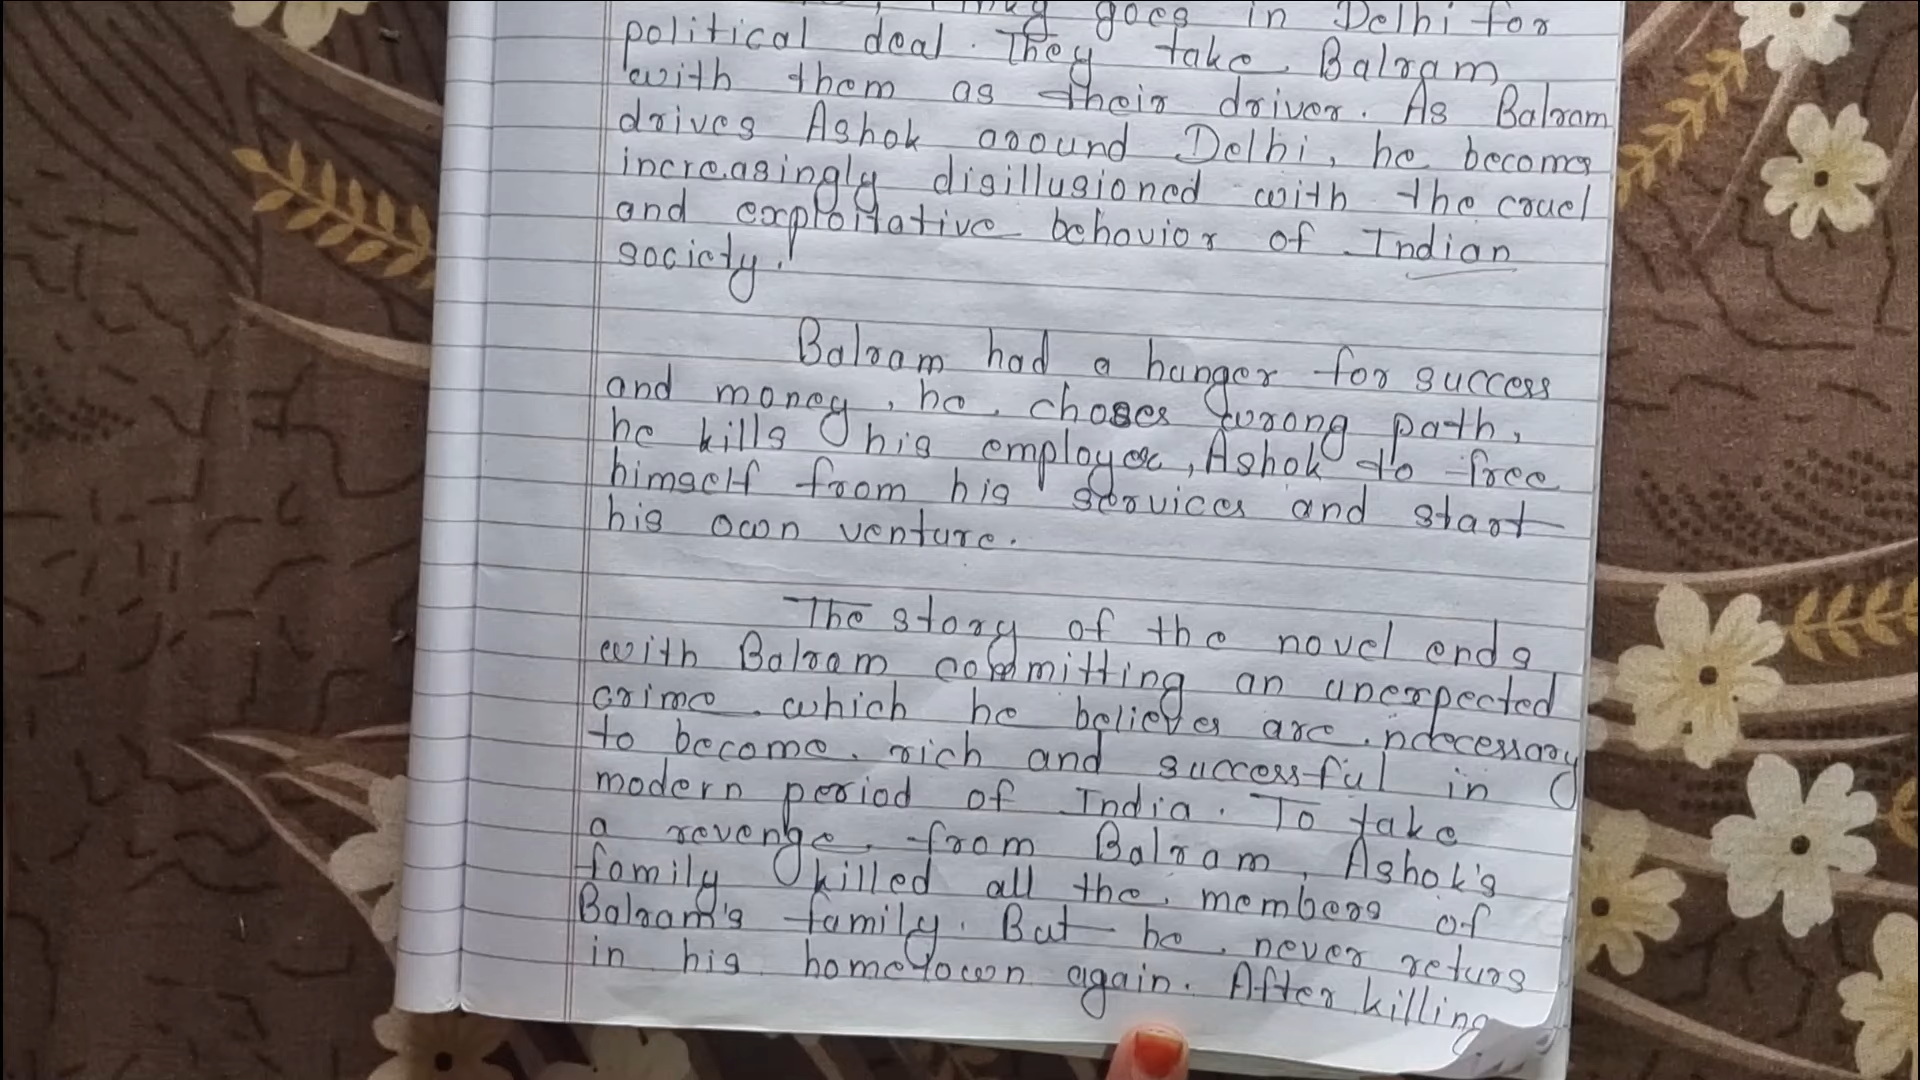 goes in Delhi for
political deal. They take Balram
with them as their driver. As Balram
drives Ashok around Delhi, he becomes
increasingly disillusioned with the cruel
and exploitative behavior of Indian
society.
Balram had a hunger for success
and money, he choses wrong path,
he kills his employee, Ashok to free
himself from his services and start
his own venture.
The story of the novel ends
with Balram committing an unexpected
crime which he believes are necessary
to become rich and successful in
modern period of India. To take
a revenge from Balram, Ashok's
family killed all the members of
Balram's family. But he never returs
in his hometown again. After killing